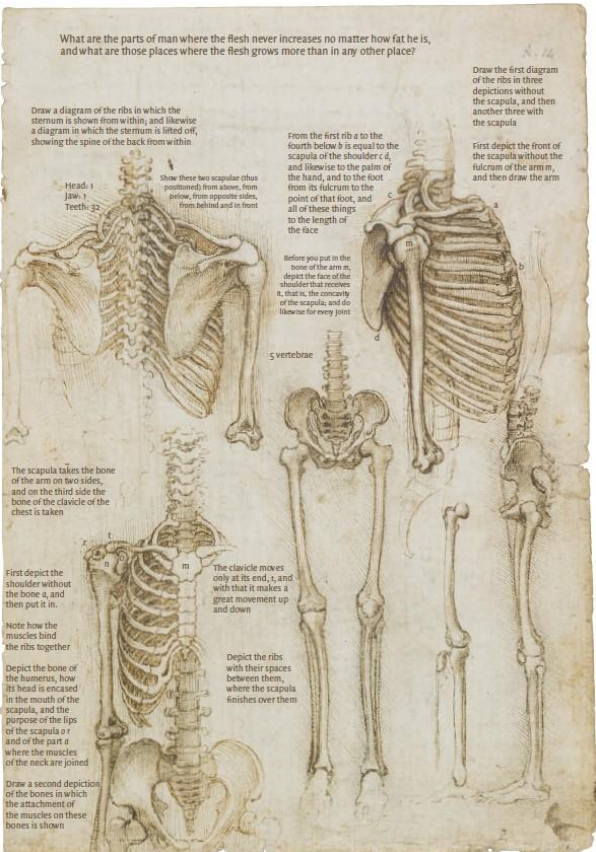 What are the parts of man where the flesh never increases no matter how fat he is,
and what are those places where the flesh grows more than in any other place?
Draw the first diagram
of the ribs in three
depictions without
the scapula, and then
another three with
the scapula
First depict the front of
the scapula without the
fulcrum of the arm m,
and then draw the arm
Draw a diagram of the ribs in which the
sternum is shown from within; and likewise
a diagram in which the sternum is lifted off,
showing the spine of the back from within
From the first rib a to the
fourth below b is equal to the
scapula of the shoulder c d,
and likewise to the palm of
the hand, and to the foot
from its fulcrum to the
point of that foot, and
all of these things
to the length of
the face
Show these two scapulae (thus
positioned) from above, from
below, from opposite sides,
from behind and in front
Head: 1
Jaw: 1
Teeth: 32
c
a
m
b
d
Before you put in the
bone of the arm m,
depict the face of the
shoulder that receives
it, that is, the concavity
of the scapula; and do
likewise for every joint
5 vertebrae
The scapula takes the bone
of the arm on two sides,
and on the third side the
bone of the clavicle of the
chest is taken
r
t
n
m
The clavicle moves
only at its end, t, and
with that it makes a
great movement up
and down
First depict the
shoulder without
the bone a, and
then put it in.
Note how the
muscles bind
the ribs together
Depict the bone of
the humerus, how
its head is encased
in the mouth of the
scapula, and the
purpose of the lips
of the scapula o r
and of the part a
where the muscles
of the neck are joined
Draw a second depiction
of the bones in which
the attachment of
the muscles on these
bones is shown
Depict the ribs
with their spaces
between them,
where the scapula
finishes over them